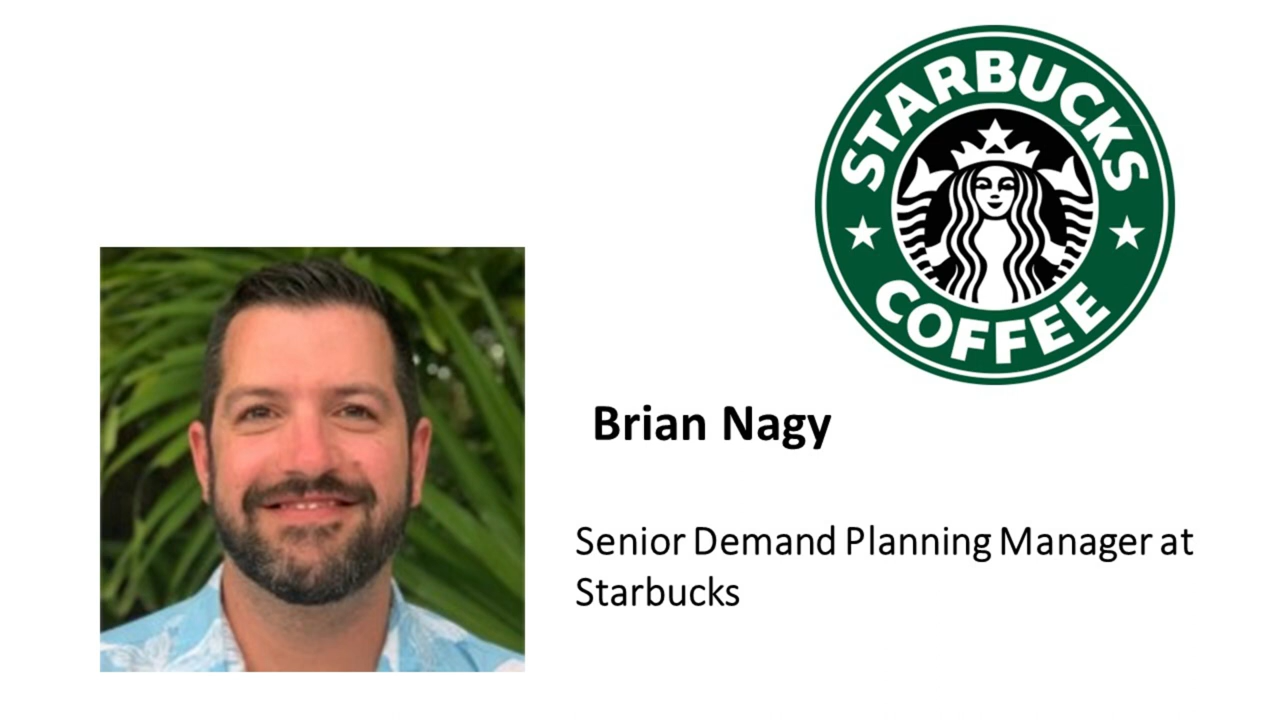 STARBUCKS
COFFEE
Brian Nagy
Senior Demand Planning Manager at
Starbucks